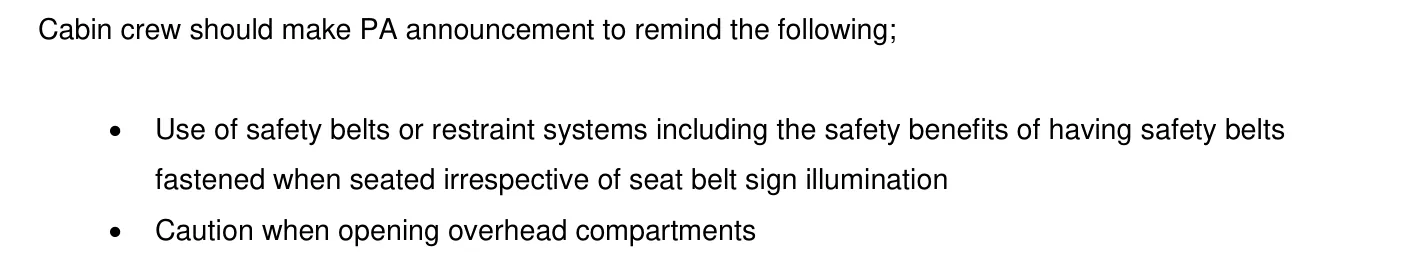 Cabin crew should make PA announcement to remind the following;
• Use of safety belts or restraint systems including the safety benefits of having safety belts
fastened when seated irrespective of seat belt sign illumination
• Caution when opening overhead compartments